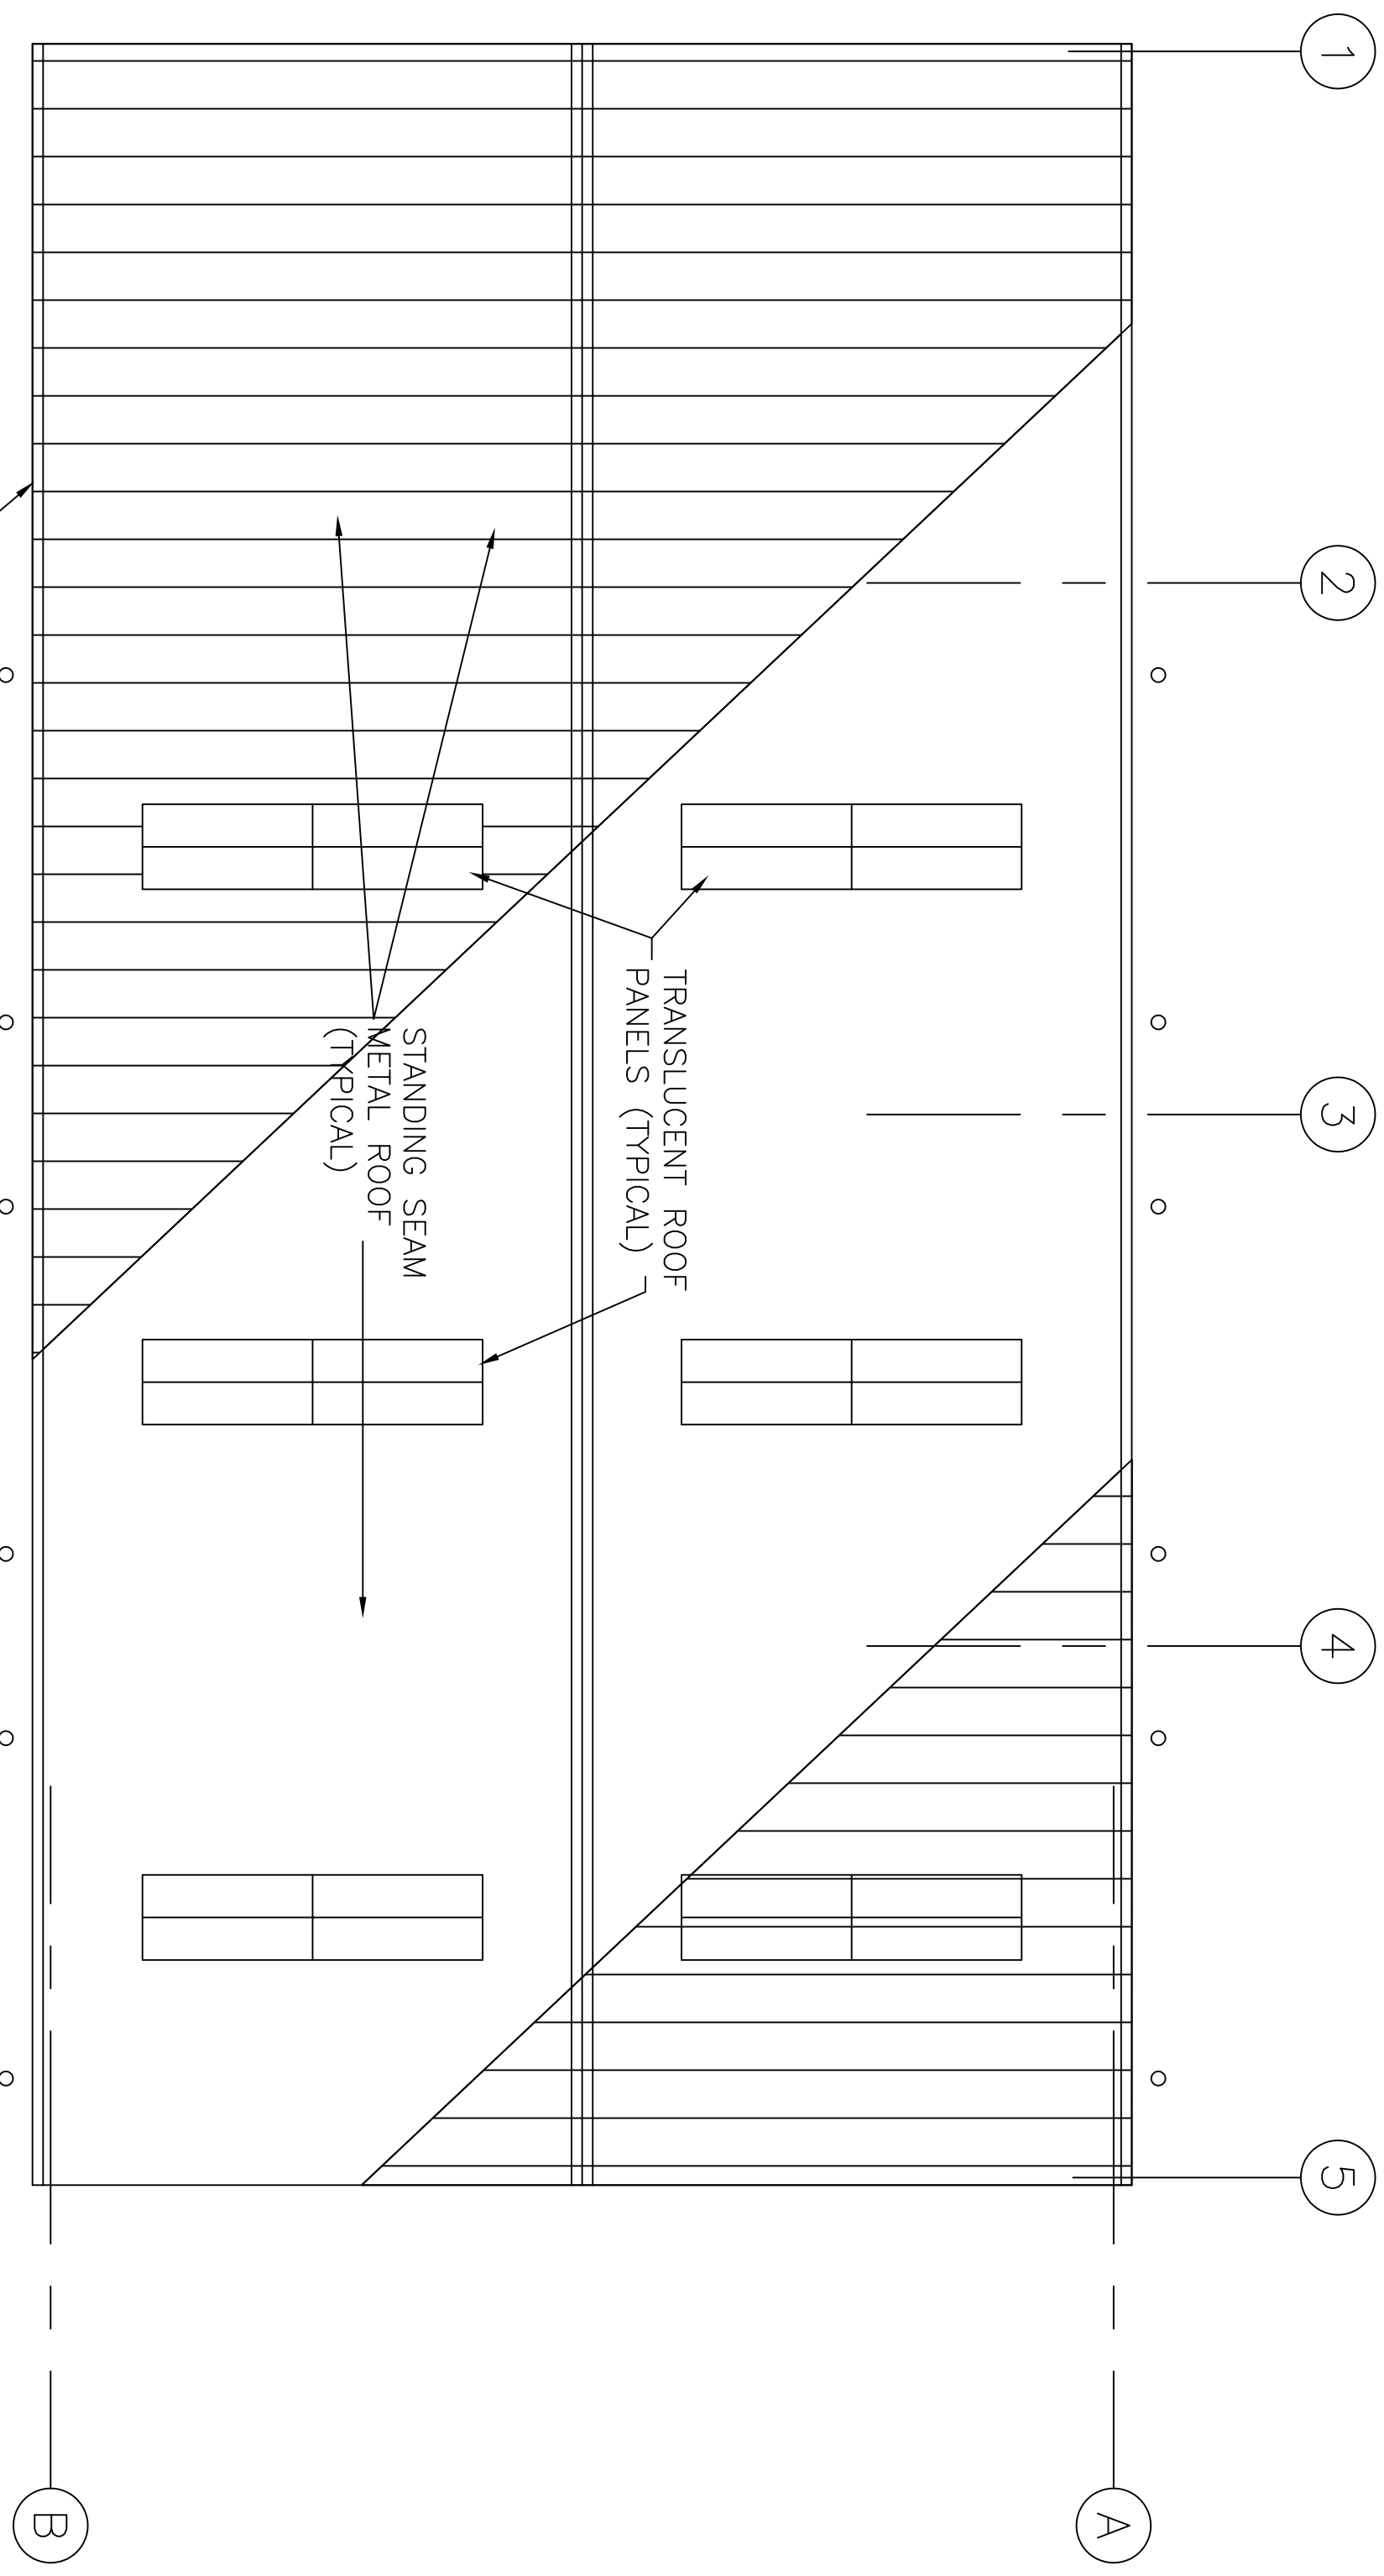 1
2
3
4
5
TRANSLUCENT ROOF
PANELS (TYPICAL)
STANDING SEAM
METAL ROOF
(TYPICAL)
A
B